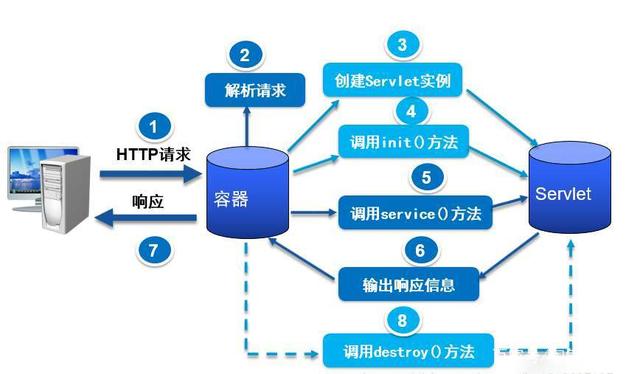 1
HTTP请求
响应
7
2
解析请求
容器
3
创建Servlet实例
4
调用init()方法
5
调用service()方法
6
输出响应信息
8
调用destroy()方法
Servlet